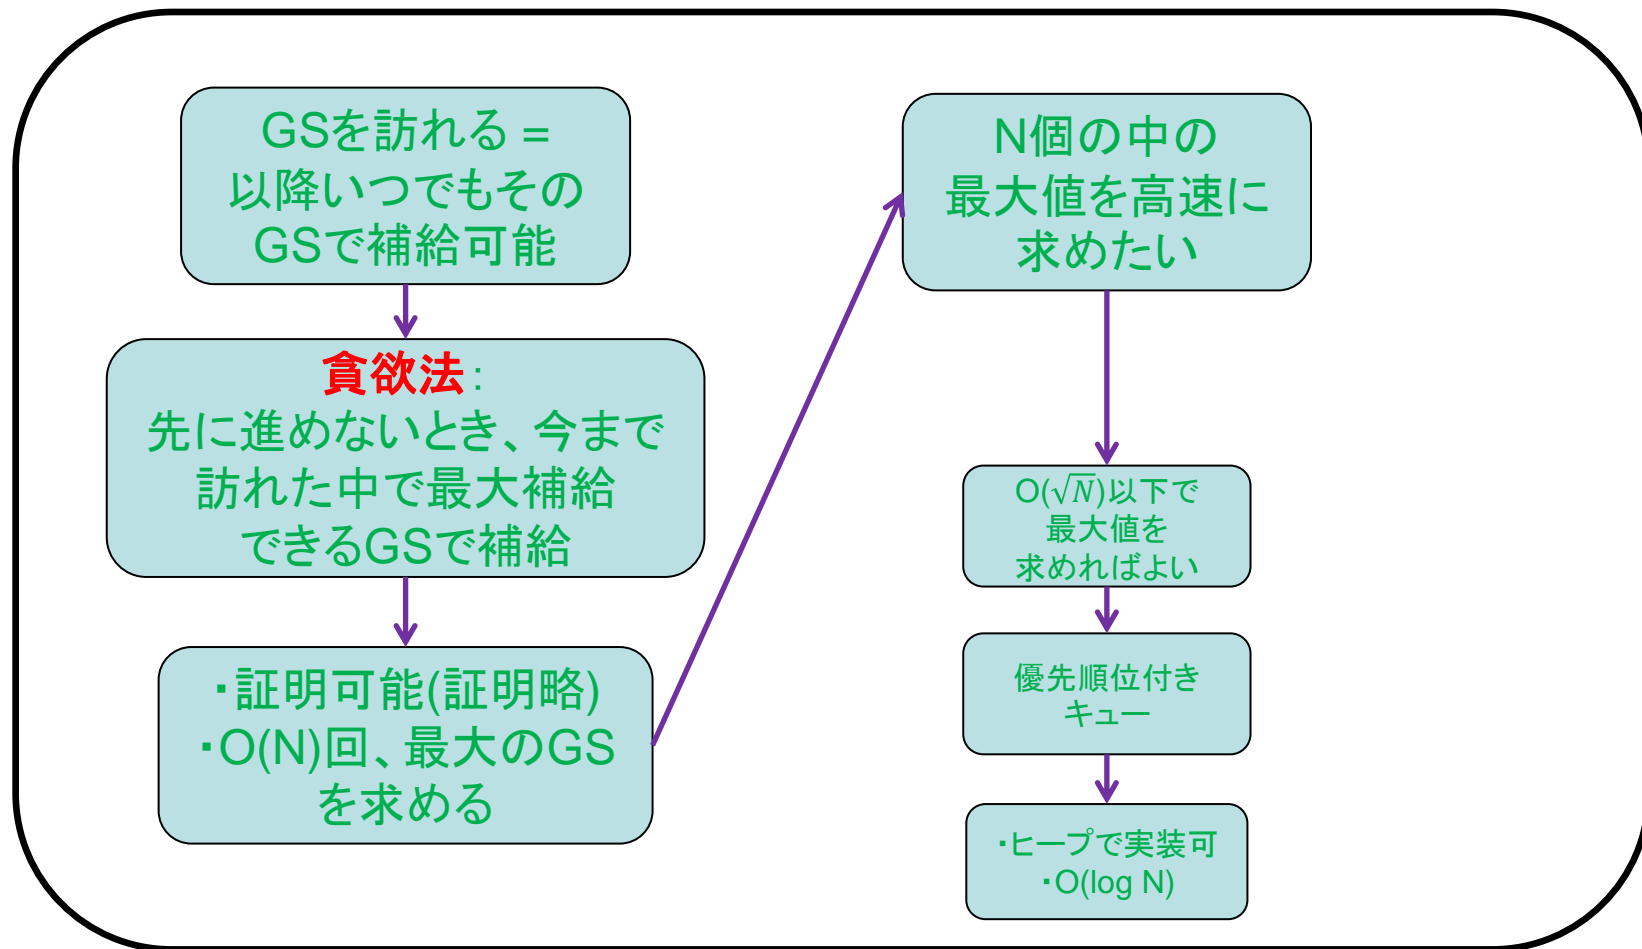 GSを訪れる =
以降いつでもその
GSで補給可能
貪欲法:
先に進めないとき、今まで
訪れた中で最大補給
できるGSで補給
・証明可能(証明略)
・O(N)回、最大のGS
を求める
N個の中の
最大値を高速に
求めたい
O(√N)以下で
最大値を
求めればよい
優先順位付き
キュー
・ヒープで実装可
・O(log N)